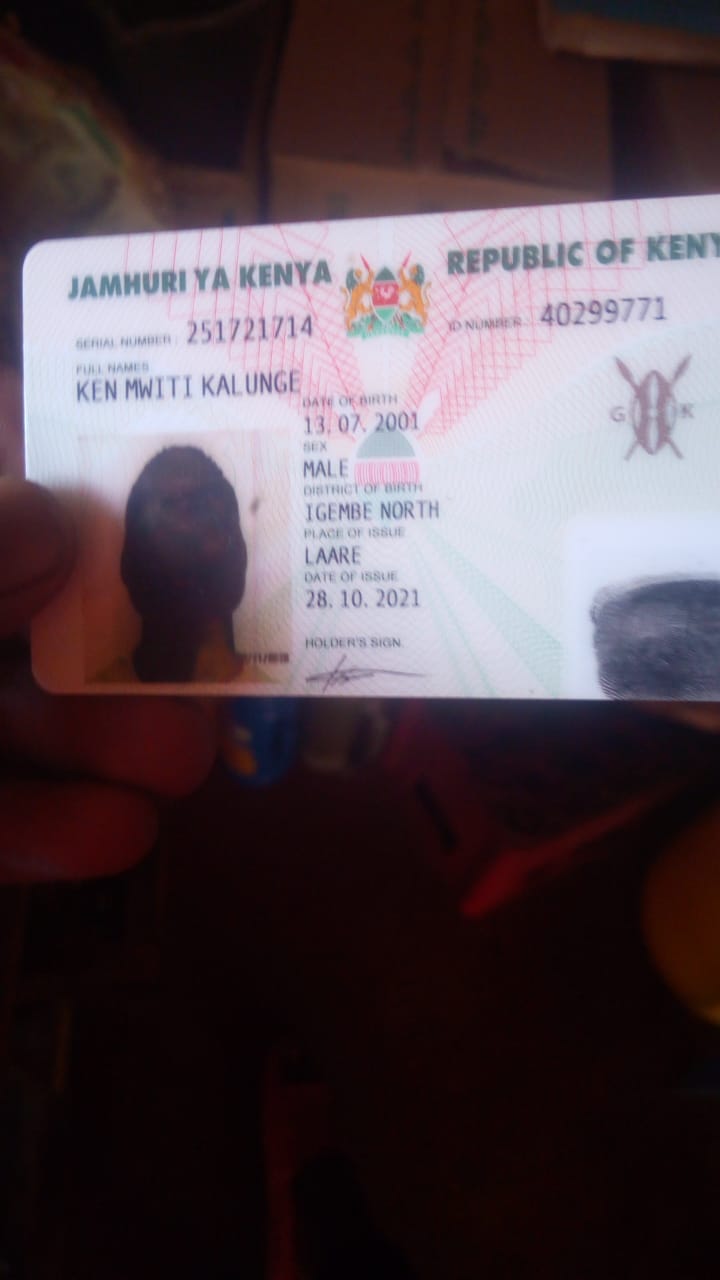 JAMHURI YA KENYA
REPUBLIC OF KENY
SERIAL NUMBER: 251721714
ID NUMBER: 40299771
FULL NAMES
KEN MWITI KALUNGE
DATE OF BIRTH
13. 07. 2001
SEX
MALE
DISTRICT OF BIRTH
IGEMBE NORTH
PLACE OF ISSUE
LAARE
DATE OF ISSUE
28. 10. 2021
HOLDER'S SIGN.
G K